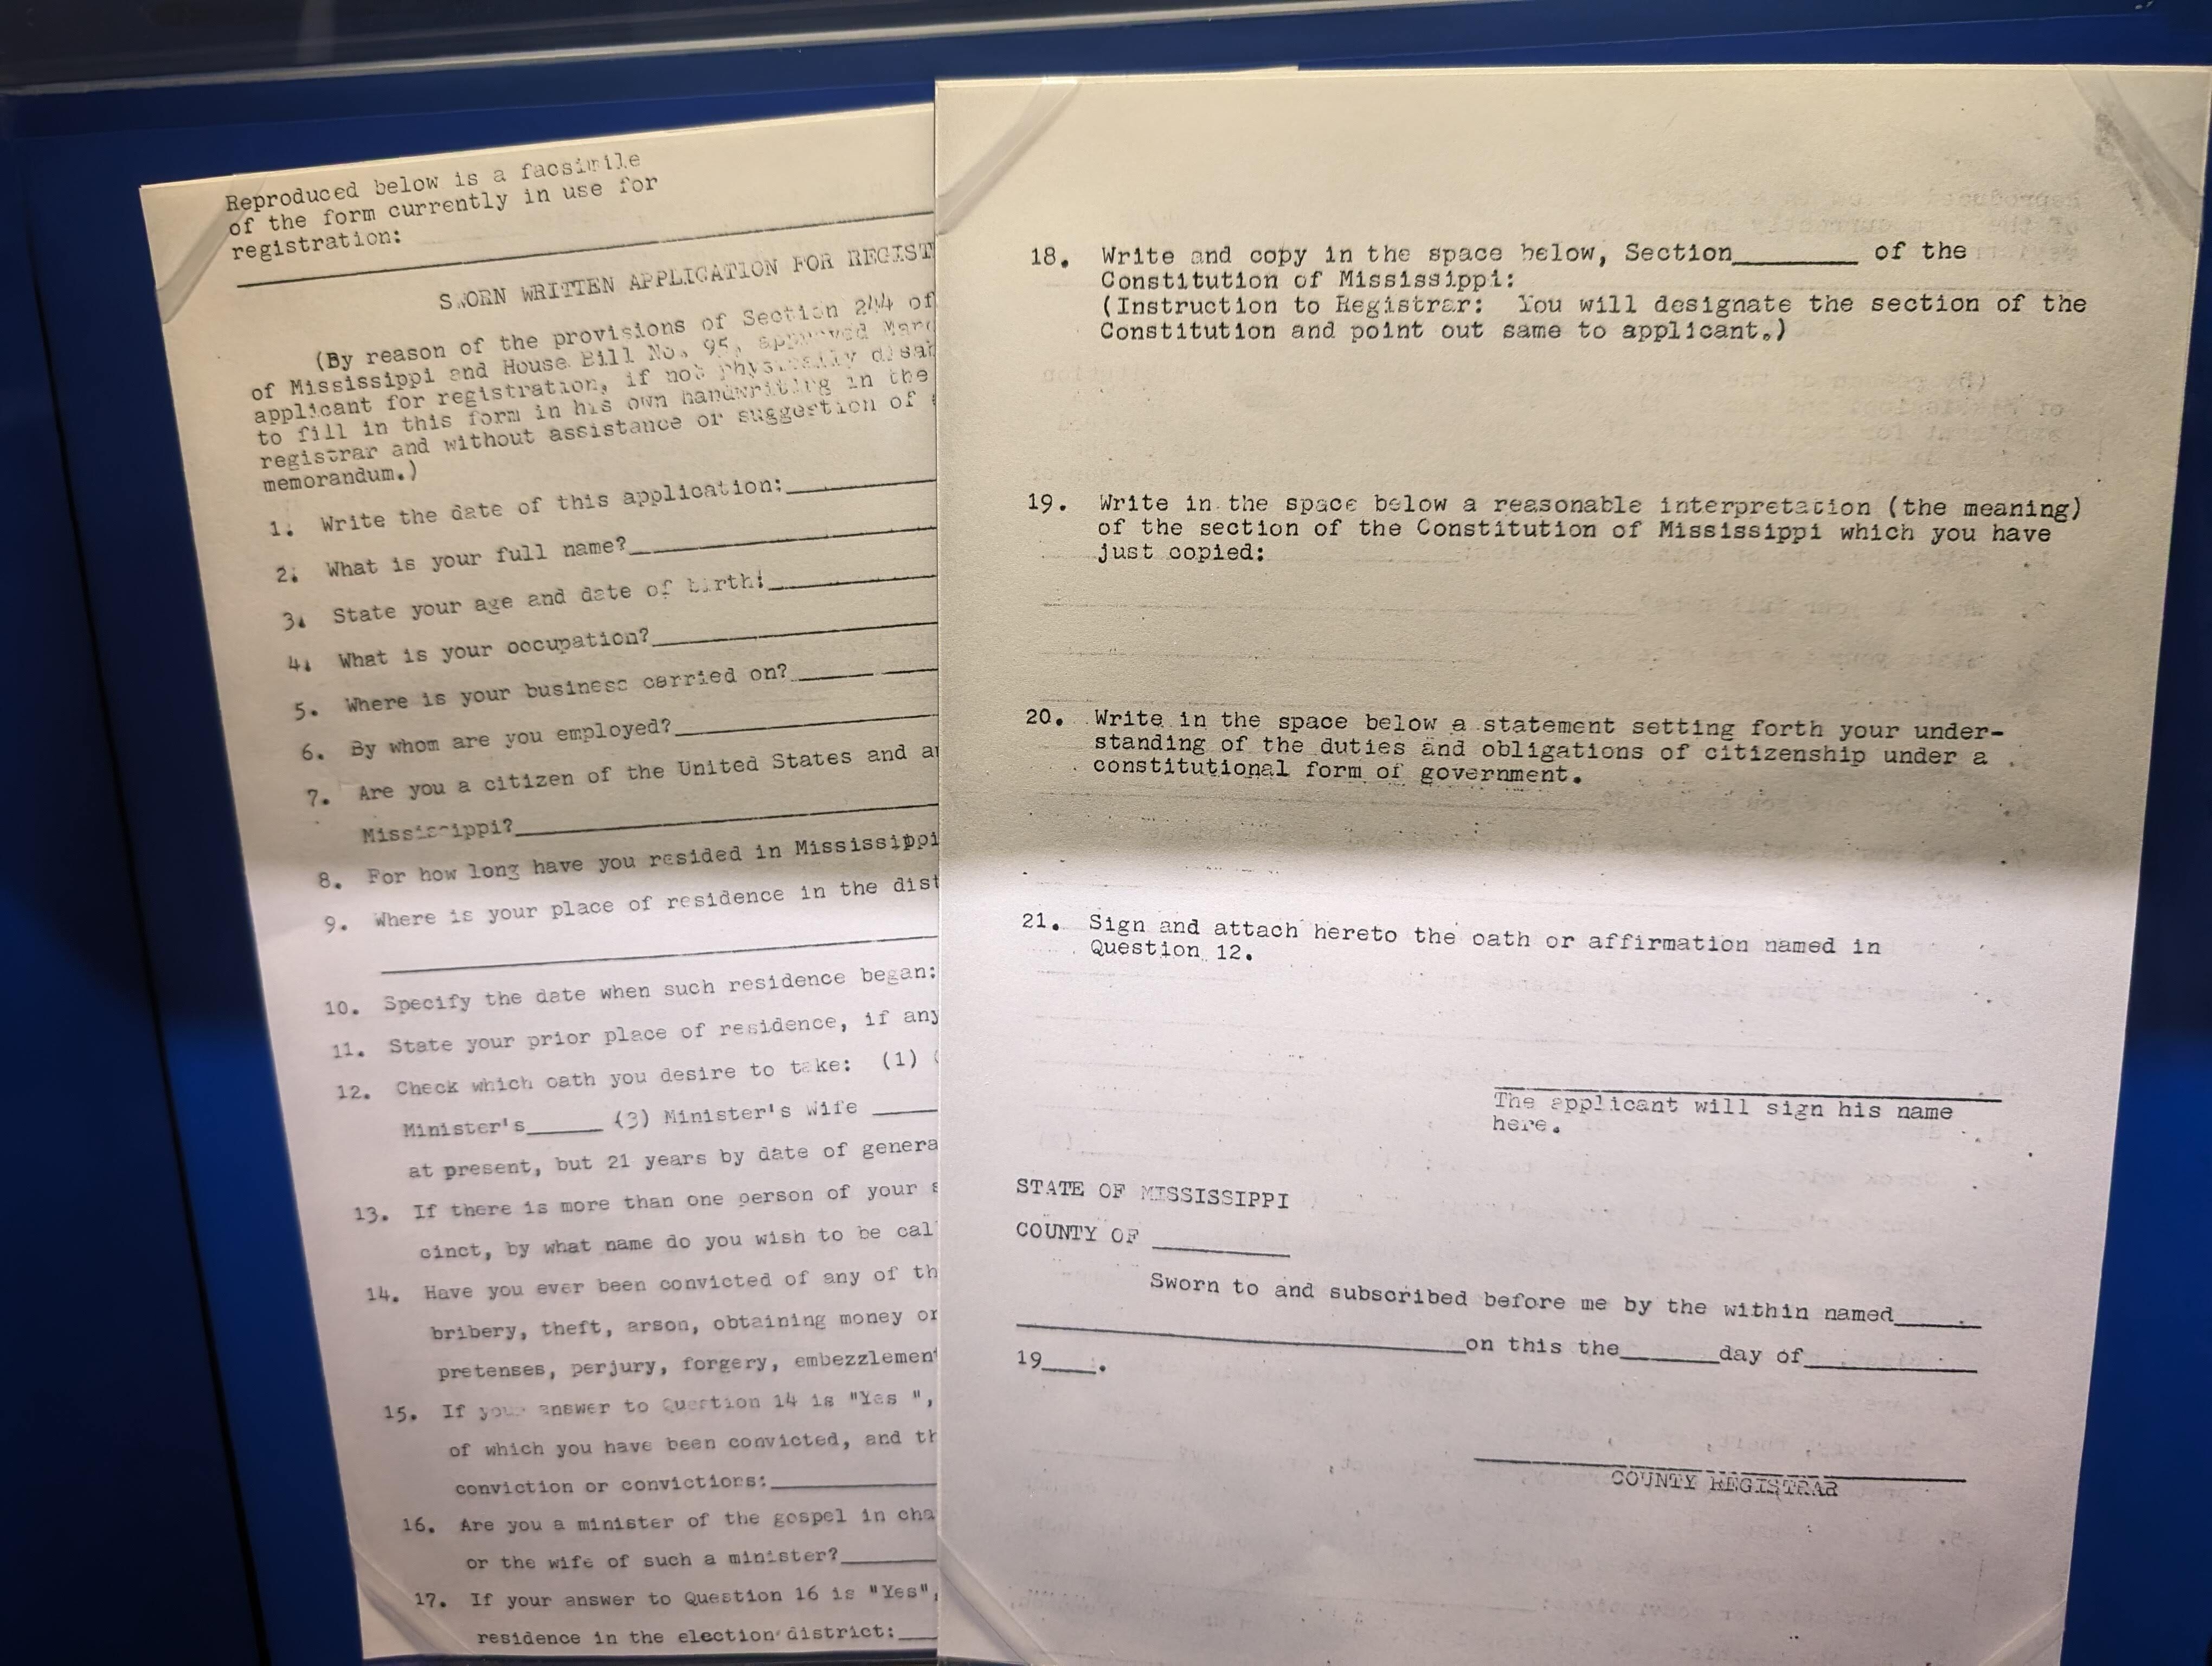 Reproduced below is a facsimile
of the form currently in use for
registration:
SWORN WRITTEN APPLICATION FOR REGIST
(By reason of the provisions of Section 244 of
of Mississippi and House Bill No. 95, approved Marc
applicant for registration, if not physically disab
to fill in this form in his own handwriting in the
registrar and without assistance or suggestion of
memorandum.)
1. Write the date of this application:
2. What is your full name?
3. State your age and date of birth:
4. What is your occupation?
5. Where is your business carried on?
6. By whom are you employed?
7. Are you a citizen of the United States and a
Mississippi?
8. For how long have you resided in Mississippi
9. Where is your place of residence in the dist
10. Specify the date when such residence began:
11. State your prior place of residence, if any
12. Check which oath you desire to take: (1)
Minister's______ (3) Minister's Wife ____
at present, but 21 years by date of genera
13. If there is more than one person of your s
cinct, by what name do you wish to be cal
14. Have you ever been convicted of any of th
bribery, theft, arson, obtaining money or
pretenses, perjury, forgery, embezzlement
15. If your answer to Question 14 is "Yes ",
of which you have been convicted, and th
conviction or convictions:
16. Are you a minister of the gospel in cha
or the wife of such a minister?
17. If your answer to Question 16 is "Yes",
residence in the election district:
18. Write and copy in the space below, Section________ of the
Constitution of Mississippi:
(Instruction to Registrar: You will designate the section of the
Constitution and point out same to applicant.)
19. Write in the space below a reasonable interpretation (the meaning)
of the section of the Constitution of Mississippi which you have
just copied:
20. Write in the space below a statement setting forth your under-
standing of the duties and obligations of citizenship under a
constitutional form of government.
21. Sign and attach hereto the oath or affirmation named in
Question 12.
The applicant will sign his name
here.
STATE OF MISSISSIPPI
COUNTY OF ________
Sworn to and subscribed before me by the within named_____
on this the______day of__________
19____.
COUNTY REGISTRAR